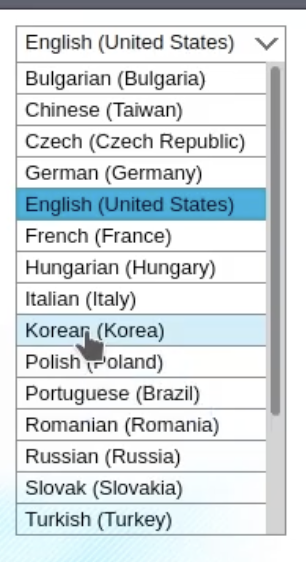 English (United States)
Bulgarian (Bulgaria)
Chinese (Taiwan)
Czech (Czech Republic)
German (Germany)
English (United States)
French (France)
Hungarian (Hungary)
Italian (Italy)
Korean (Korea)
Polish (Poland)
Portuguese (Brazil)
Romanian (Romania)
Russian (Russia)
Slovak (Slovakia)
Turkish (Turkey)